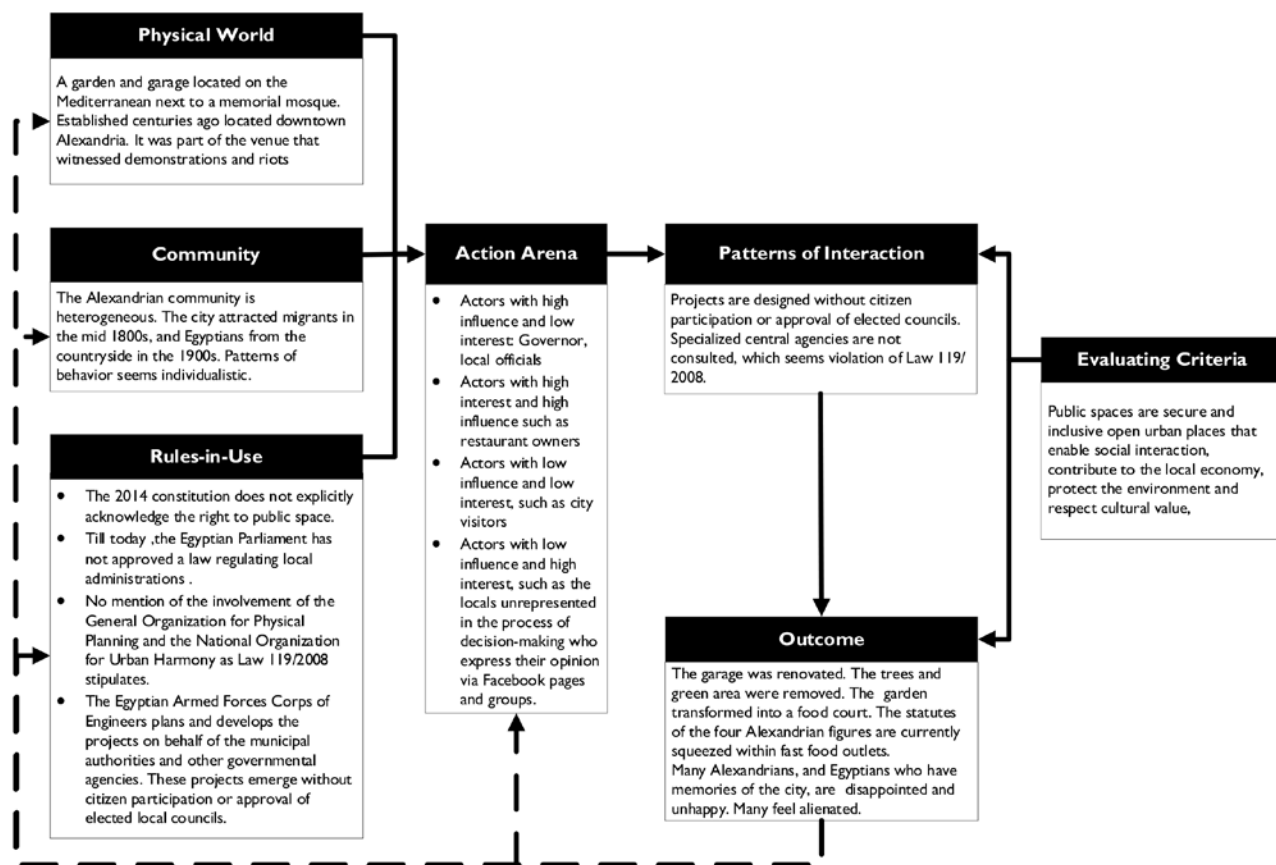 Physical World
A garden and garage located on the
Mediterranean next to a memorial mosque.
Established centuries ago located downtown
Alexandria. It was part of the venue that
witnessed demonstrations and riots
Community
The Alexandrian community is
heterogeneous. The city attracted migrants in
the mid 1800s, and Egyptians from the
countryside in the 1900s. Patterns of
behavior seems individualistic.
Rules-in-Use
• The 2014 constitution does not explicitly
acknowledge the right to public space.
• Till today ,the Egyptian Parliament has
not approved a law regulating local
administrations .
• No mention of the involvement of the
General Organization for Physical
Planning and the National Organization
for Urban Harmony as Law 119/2008
stipulates.
• The Egyptian Armed Forces Corps of
Engineers plans and develops the
projects on behalf of the municipal
authorities and other governmental
agencies. These projects emerge without
citizen participation or approval of
elected local councils.
Action Arena
• Actors with high
influence and low
interest: Governor,
local officials
• Actors with high
interest and high
influence such as
restaurant owners
• Actors with low
influence and low
interest, such as city
visitors
• Actors with low
influence and high
interest, such as the
locals unrepresented
in the process of
decision-making who
express their opinion
via Facebook pages
and groups.
Patterns of Interaction
Projects are designed without citizen
participation or approval of elected councils.
Specialized central agencies are not
consulted, which seems violation of Law 119/
2008.
Outcome
The garage was renovated. The trees and
green area were removed. The garden
transformed into a food court. The statutes
of the four Alexandrian figures are currently
squeezed within fast food outlets.
Many Alexandrians, and Egyptians who have
memories of the city, are disappointed and
unhappy. Many feel alienated.
Evaluating Criteria
Public spaces are secure and
inclusive open urban places that
enable social interaction,
contribute to the local economy,
protect the environment and
respect cultural value,